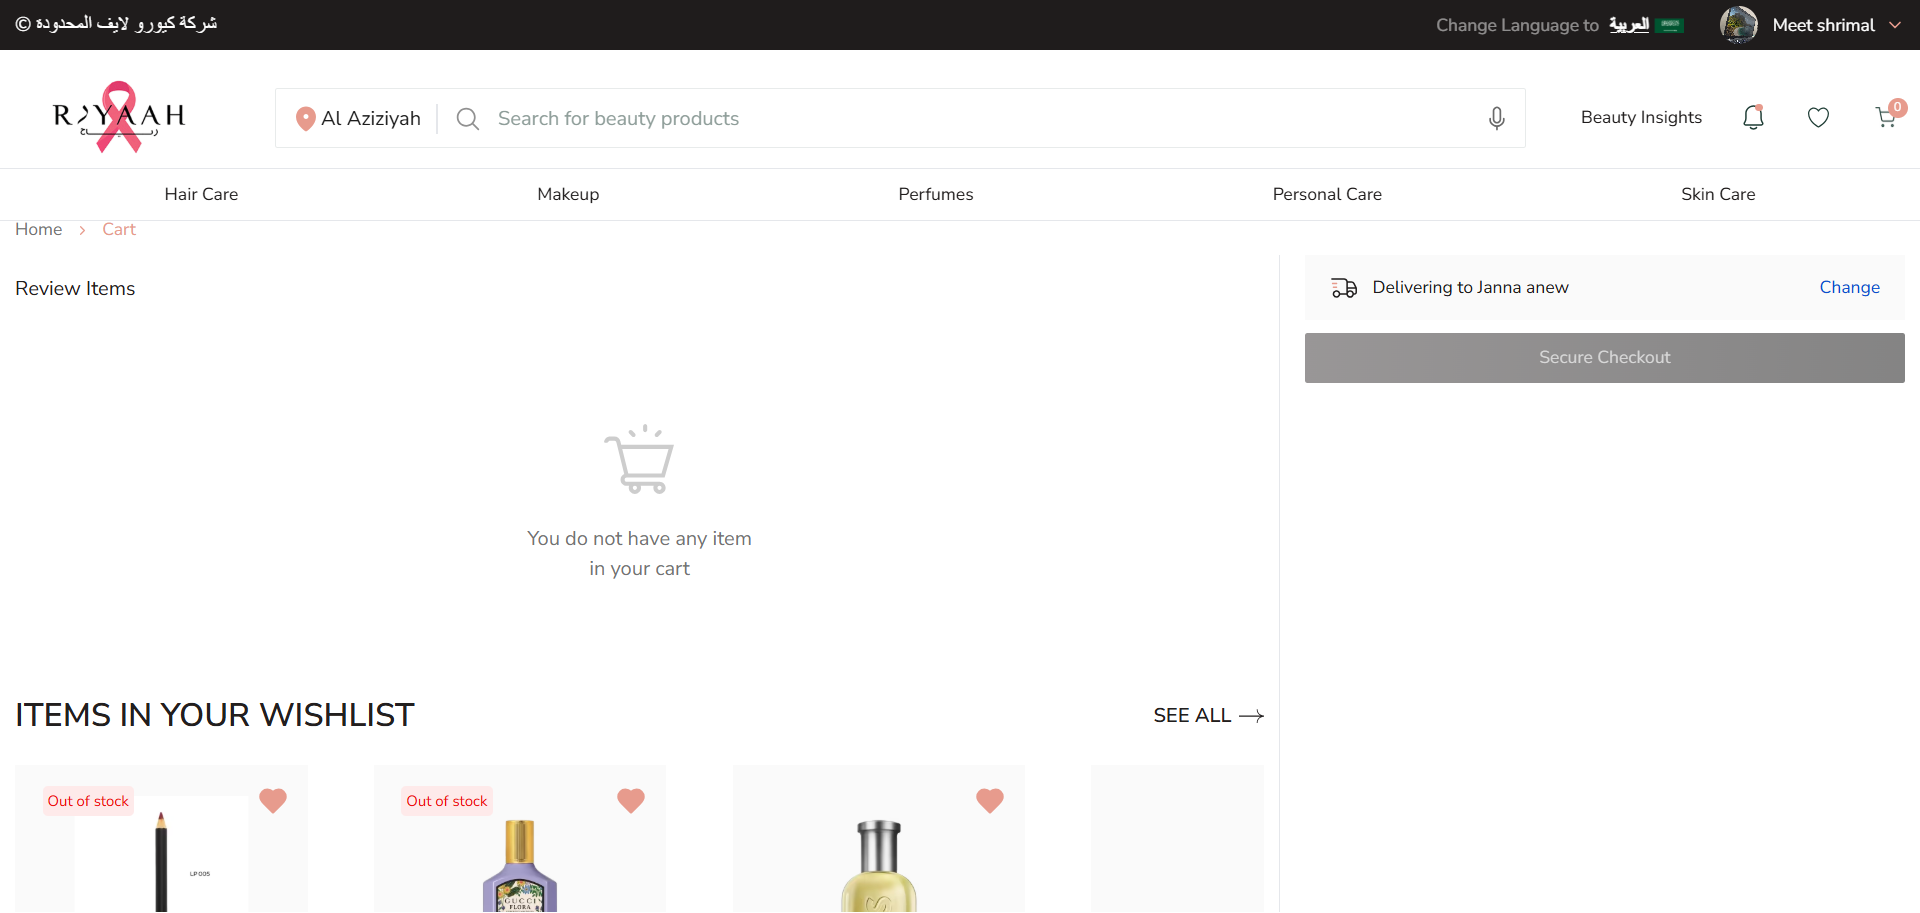 شركة كيورو لايف المحدودة ©
Change Language to العربية
Meet shrimal
RIYAAH
رياح
Al Aziziyah
Search for beauty products
Beauty Insights
0
Hair Care
Makeup
Perfumes
Personal Care
Skin Care
Home > Cart
Review Items
Delivering to Janna anew
Change
Secure Checkout
You do not have any item
in your cart
ITEMS IN YOUR WISHLIST
SEE ALL
Out of stock
LP 005
Out of stock
GUCCI
FLORA